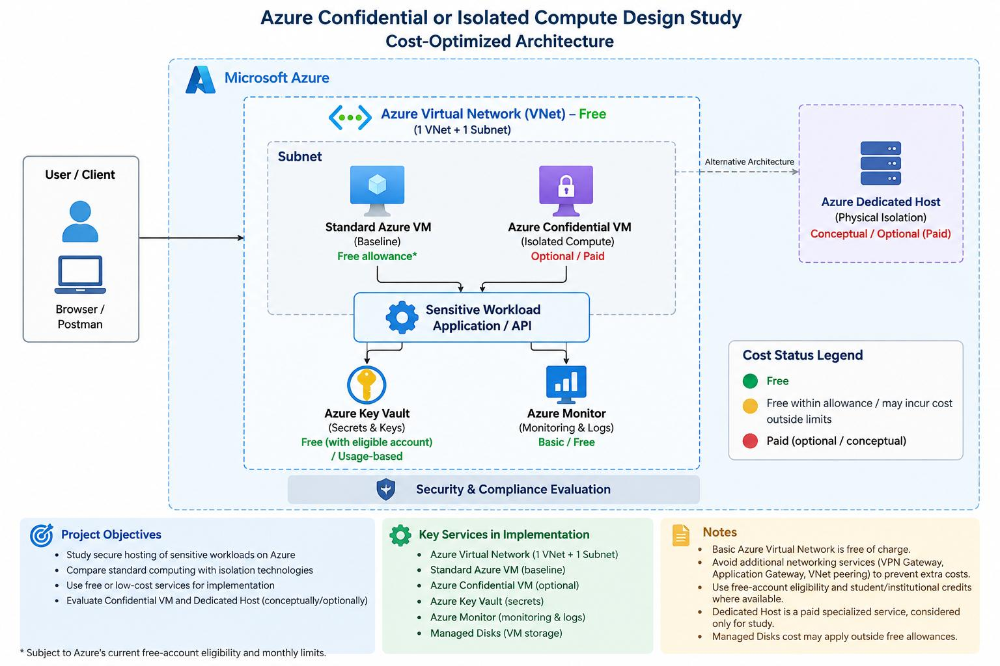 Azure Confidential or Isolated Compute Design Study
Cost-Optimized Architecture
Microsoft Azure
Azure Virtual Network (VNet) – Free
(1 VNet + 1 Subnet)
Subnet
User / Client
Browser /
Postman
Standard Azure VM
(Baseline)
Free allowance*
Azure Confidential VM
(Isolated Compute)
Optional / Paid
Alternative Architecture
Azure Dedicated Host
(Physical Isolation)
Conceptual / Optional (Paid)
Sensitive Workload
Application / API
Azure Key Vault
(Secrets & Keys)
Free (with eligible account)
/ Usage-based
Azure Monitor
(Monitoring & Logs)
Basic / Free
Cost Status Legend
Free
Free within allowance / may incur cost
outside limits
Paid (optional / conceptual)
Security & Compliance Evaluation
Project Objectives
• Study secure hosting of sensitive workloads on Azure
• Compare standard computing with isolation technologies
• Use free or low-cost services for implementation
• Evaluate Confidential VM and Dedicated Host (conceptually/optionally)
* Subject to Azure's current free-account eligibility and monthly limits.
Key Services in Implementation
• Azure Virtual Network (1 VNet + 1 Subnet)
• Standard Azure VM (baseline)
• Azure Confidential VM (optional)
• Azure Key Vault (secrets)
• Azure Monitor (monitoring & logs)
• Managed Disks (VM storage)
Notes
• Basic Azure Virtual Network is free of charge.
• Avoid additional networking services (VPN Gateway,
Application Gateway, VNet peering) to prevent extra costs.
• Use free-account eligibility and student/institutional credits
where available.
• Dedicated Host is a paid specialized service, considered
only for study.
• Managed Disks cost may apply outside free allowances.